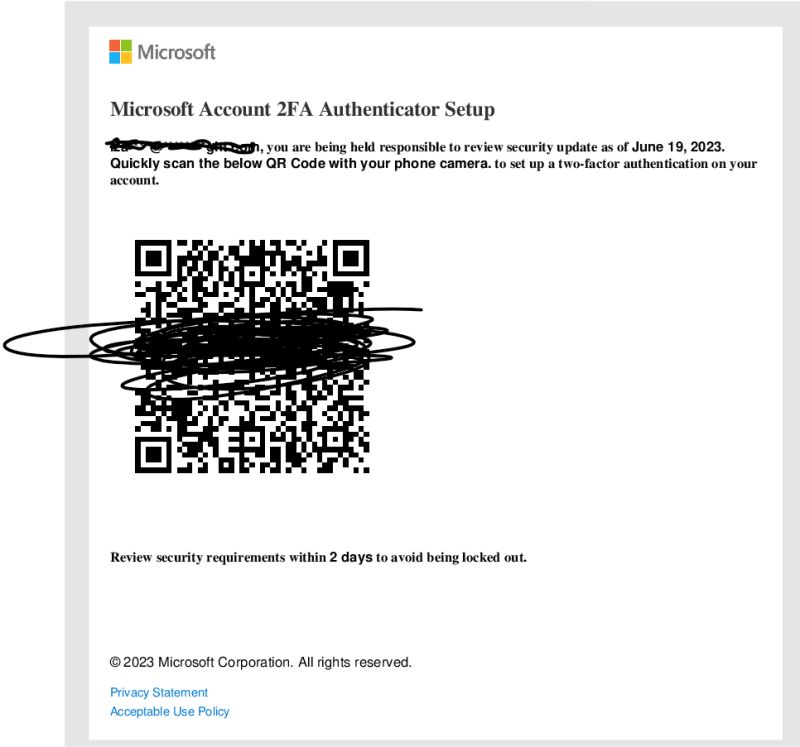 Microsoft
Microsoft Account 2FA Authenticator Setup
you are being held responsible to review security update as of June 19, 2023.
Quickly scan the below QR Code with your phone camera. to set up a two-factor authentication on your
account.
Review security requirements within 2 days to avoid being locked out.
© 2023 Microsoft Corporation. All rights reserved.
Privacy Statement
Acceptable Use Policy